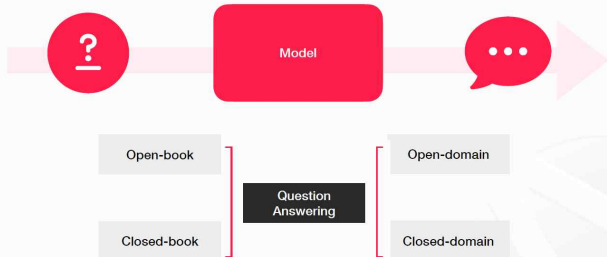 ?
Model
Open-book
Open-domain
Question
Answering
Closed-book
Closed-domain